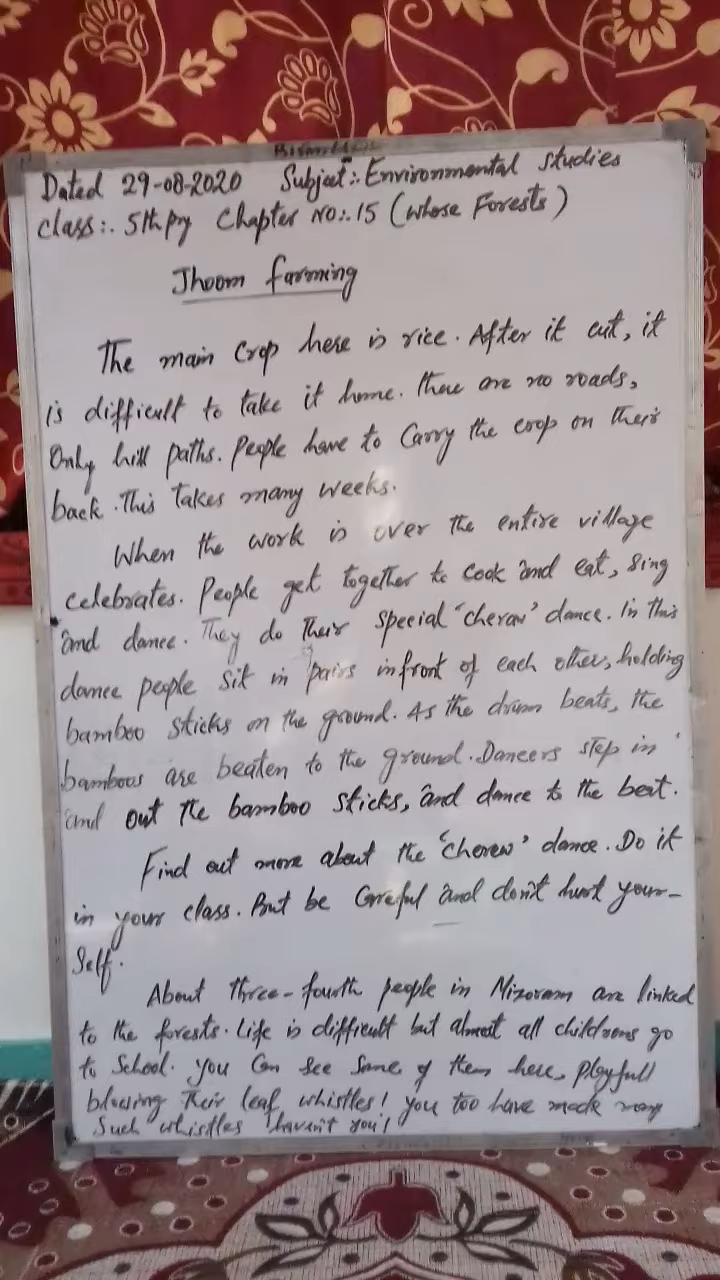 Dated 29-08-2020 Subject:. Environmental studies
Class:. 5th pry Chapter No:. 15 (Whose Forests)
Jhoom farming
The main crop here is rice. After it cut, it
is difficult to take it home. there are no roads,
Only hill paths. People have to Carry the crop on their
back. This takes many weeks.
When the work is over the entire village
celebrates. People get together to cook and eat, sing
and dance. They do their special 'cheraw' dance. In this
dance people sit in pairs infront of each other, holding
bamboo sticks on the ground. As the drum beats, the
bamboos are beaten to the ground. Dancers step in
and out the bamboo sticks, and dance to the beat.
Find out more about the 'cherew' dance. Do it
in your class. But be Careful and don't hurt your-
Self.
About three-fourth people in Mizoram are linked
to the forests. Life is difficult but almost all childrens go
to School. you Can See Some of them here, Playfull
blowing their leaf whistles! you too have made many
Such whistles haven't you!